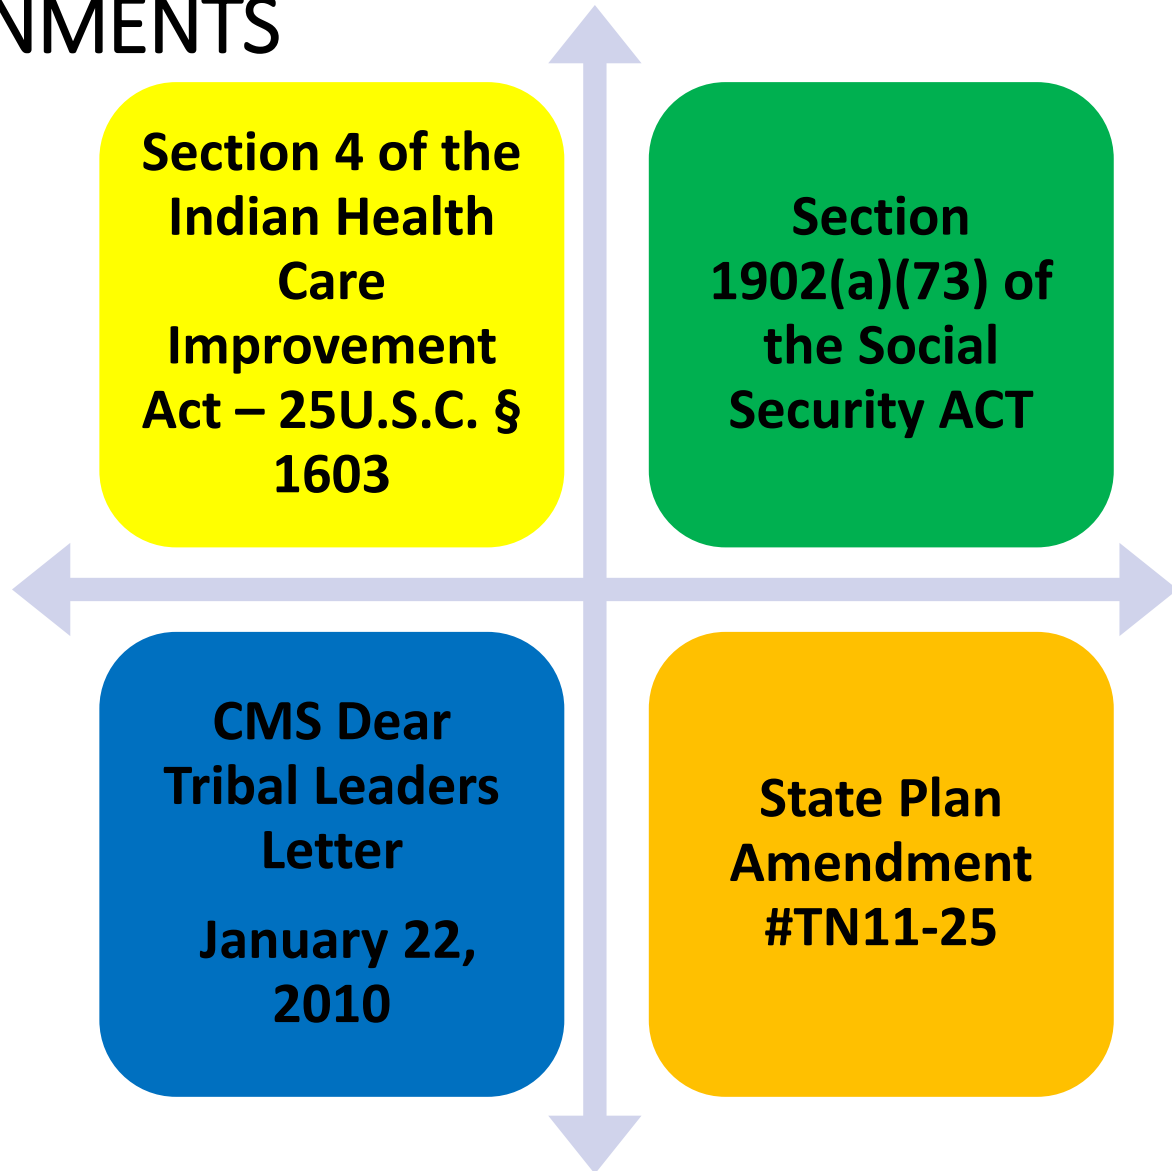 NMENTS
Section 4 of the
Indian Health
Care
Improvement
Act – 25U.S.C. §
1603
Section
1902(a)(73) of
the Social
Security ACT
CMS Dear
Tribal Leaders
Letter
January 22,
2010
State Plan
Amendment
#TN11-25